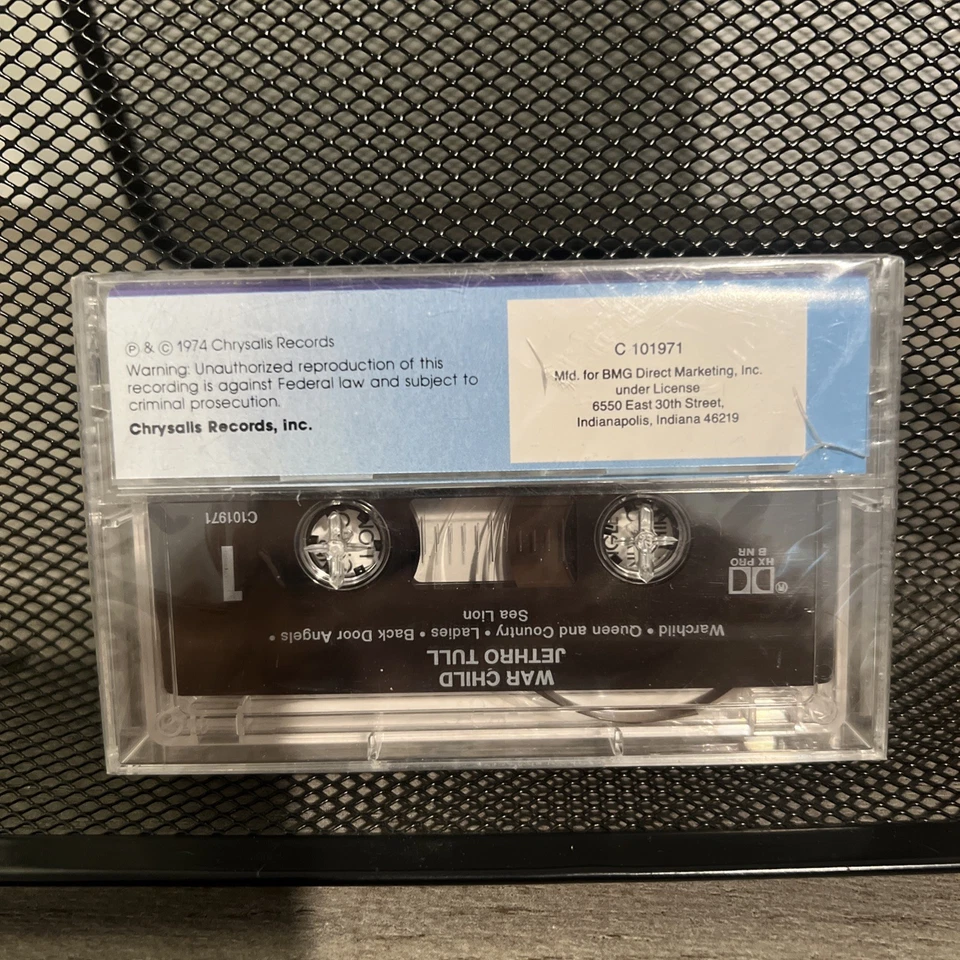 ℗ & © 1974 Chrysalis Records
Warning: Unauthorized reproduction of this
recording is against Federal law and subject to
criminal prosecution.
Chrysalis Records, inc.
C 101971
Mfd. for BMG Direct Marketing, Inc.
under License
6550 East 30th Street,
Indianapolis, Indiana 46219
WAR CHILD
JETHRO TULL
Warchild • Queen and Country • Ladies • Back Door Angels •
Sea Lion
1
C101971
®
HX PRO
B NR